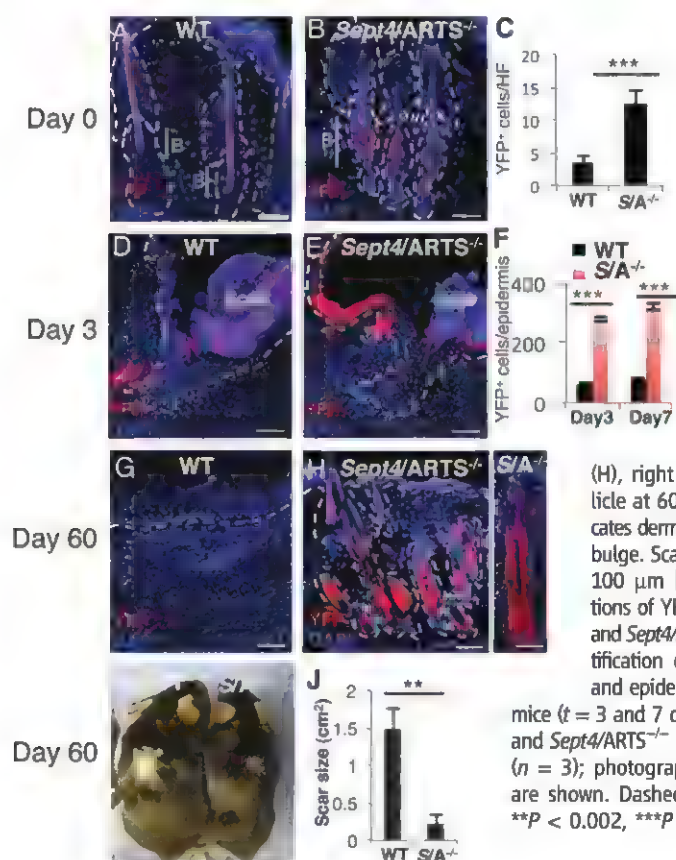 A WT
B Sept4/ARTS-/-
C
Day 0
YFP+ cells/HF
***
20
15
10
5
0
WT S/A-/-
B
B
B
D WT
E Sept4/ARTS-/-
F
Day 3
WT
S/A-/-
YFP+ cells/epidermis
400
200
0
*** ***
Day3 Day7
G WT
H Sept4/ARTS-/-
S/A-/-
Day 60
(H), right
licle at 60
cates derm
bulge. Sca
100 μm
tions of Y
and Sept4/
tification
and epide
mice (t = 3 and 7 d
and Sept4/ARTS−/−
(n = 3); photograp
are shown. Dashed
**P < 0.002, ***P
Day 60
J
Scar size (cm²)
**
2
1.5
1
0.5
0
WT S/A-/-